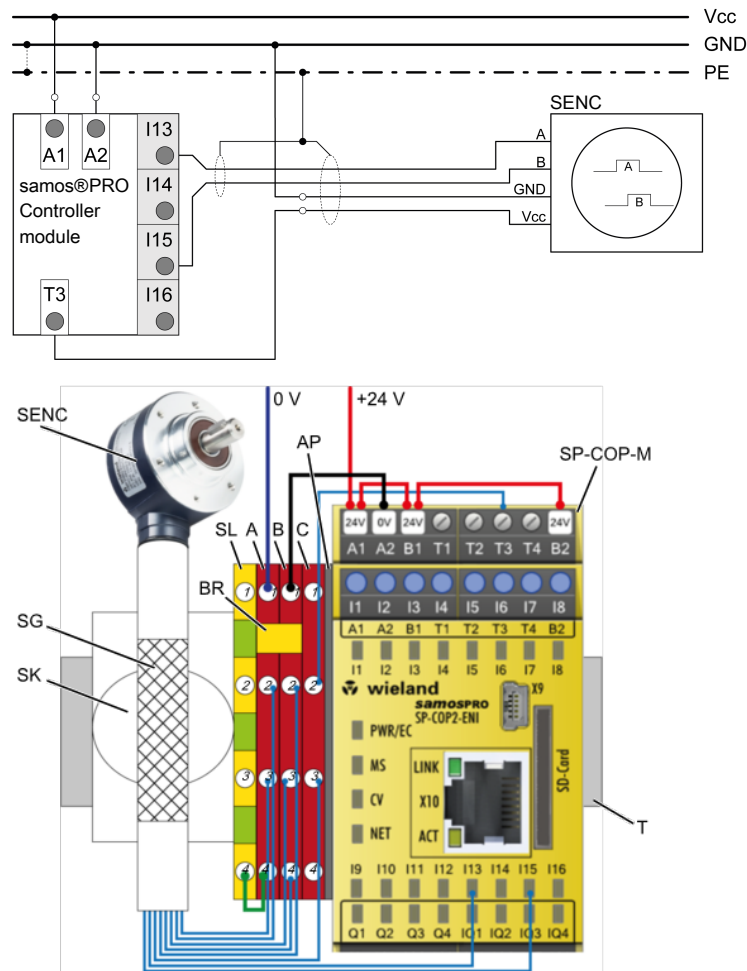 Vcc
GND
PE
SENC
A1
A2
I13
I14
I15
I16
samos®PRO
Controller
module
T3
A
B
GND
Vcc
A
B
0 V
+24 V
SENC
AP
SP-COP-M
SL A B C
BR
SG
SK
T
24V 0V 24V 24V
A1 A2 B1 T1 T2 T3 T4 B2
I1 I2 I3 I4 I5 I6 I7 I8
A1 A2 B1 T1 T2 T3 T4 B2
I1 I2 I3 I4 I5 I6 I7 I8
1 1 1 1
2 2 2 2
3 3 3 3
4 4 4 4
wieland
samosPRO
SP-COP2-ENI
X9
PWR/EC
MS
CV
NET
LINK
X10
ACT
SD-Card
I9 I10 I11 I12 I13 I14 I15 I16
Q1 Q2 Q3 Q4 IQ1 IQ2 IQ3 IQ4